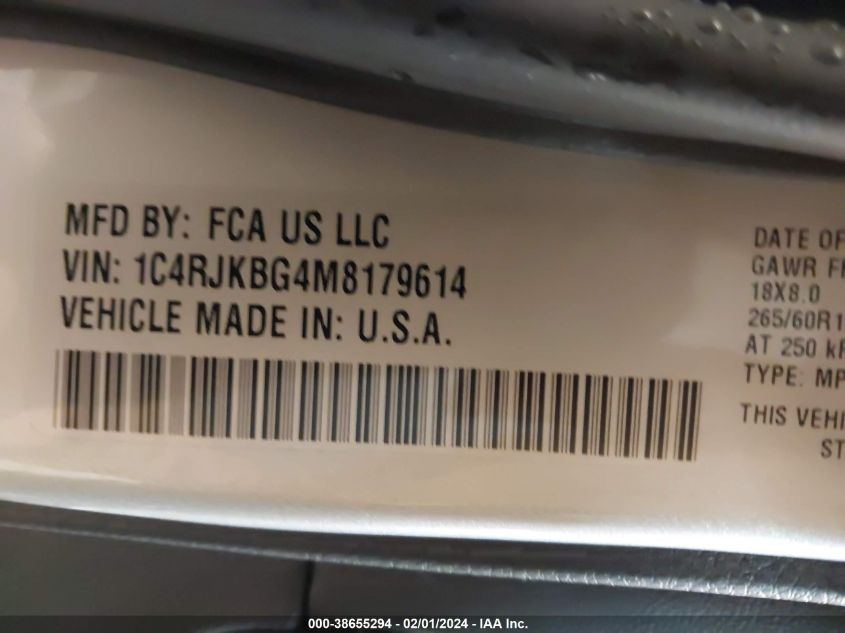 MFD BY: FCA US LLC
VIN: 1C4RJKBG4M8179614
VEHICLE MADE IN: U.S.A.
DATE OF
GAWR
18X8.0
265/60R1
AT 250
TYPE: MP
THIS VEHI
ST
000-38655294 - 02/01/2024 - IAA Inc.